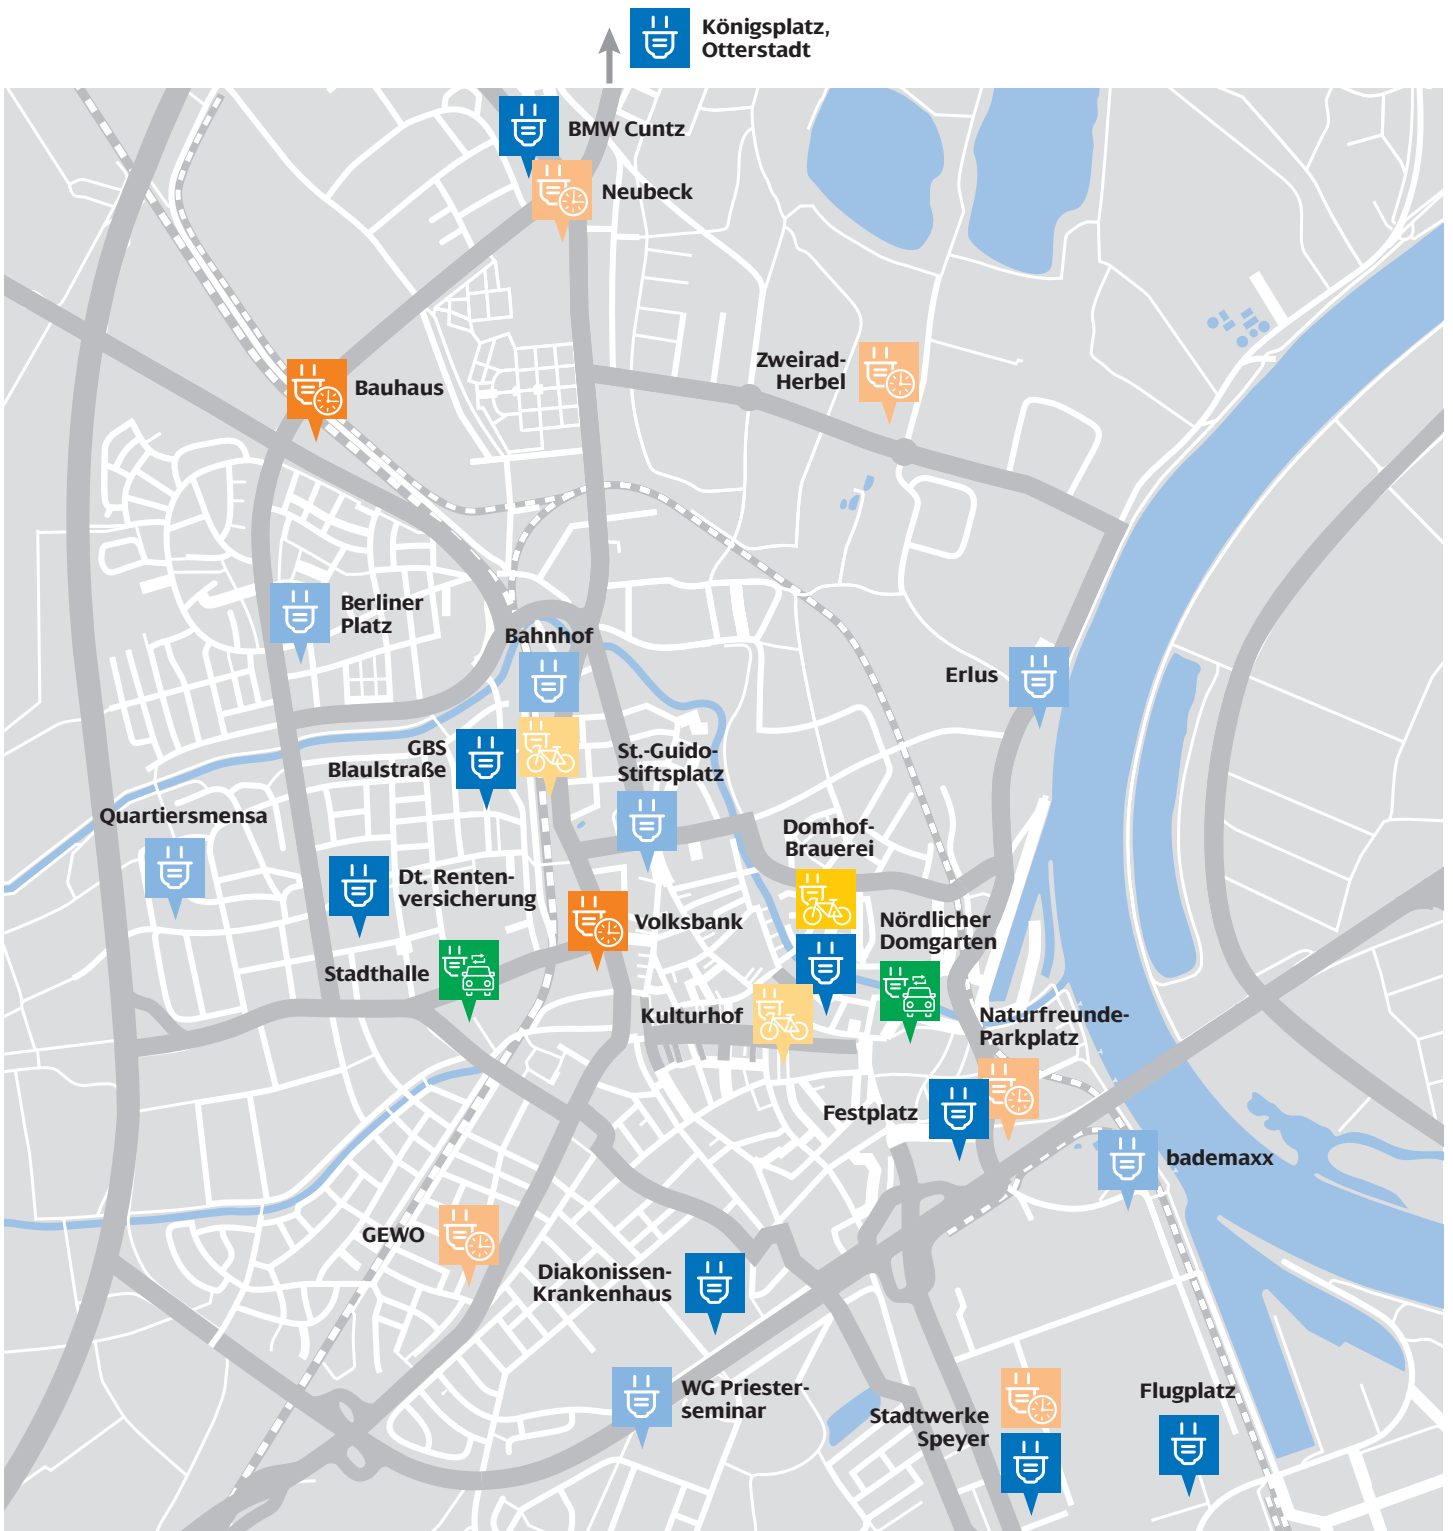 Königsplatz,
Otterstadt
BMW Cuntz
Neubeck
Zweirad-
Herbel
Bauhaus
Berliner
Platz
Bahnhof
Erlus
GBS
Blaulstraße
St.-Guido-
Stiftsplatz
Quartiersmensa
Domhof-
Brauerei
Dt. Renten-
versicherung
Volksbank
Nördlicher
Domgarten
Stadthalle
Kulturhof
Naturfreunde-
Parkplatz
Festplatz
bademaxx
GEWO
Diakonissen-
Krankenhaus
WG Priester-
seminar
Stadtwerke
Speyer
Flugplatz